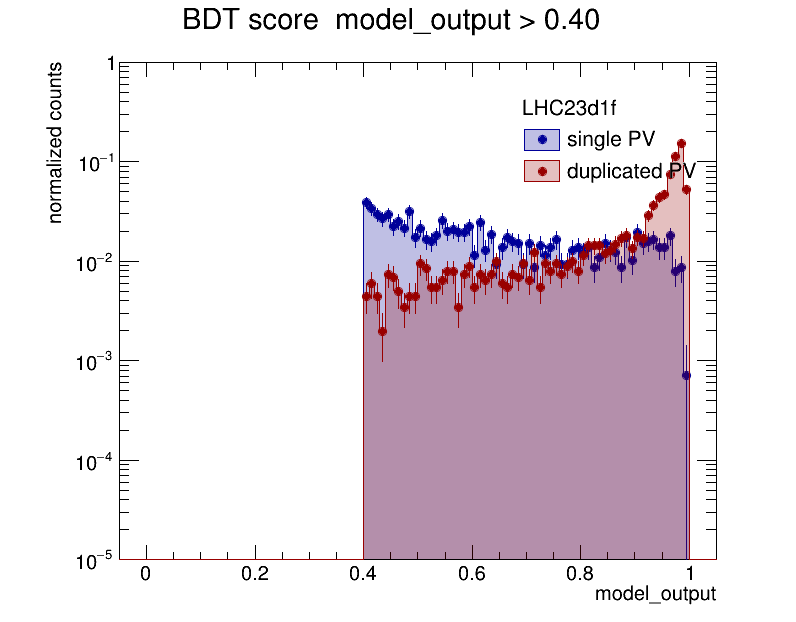 BDT score  model_output > 0.40
normalized counts
1
10⁻¹
10⁻²
10⁻³
10⁻⁴
10⁻⁵
LHC23d1f
single PV
duplicated PV
0 0.2 0.4 0.6 0.8 1
model_output